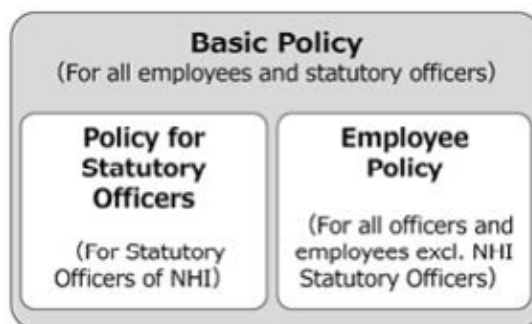 Basic Policy
(For all employees and statutory officers)
Policy for
Statutory
Officers
(For Statutory
Officers of NHI)
Employee
Policy
(For all officers and
employees excl. NHI
Statutory Officers)